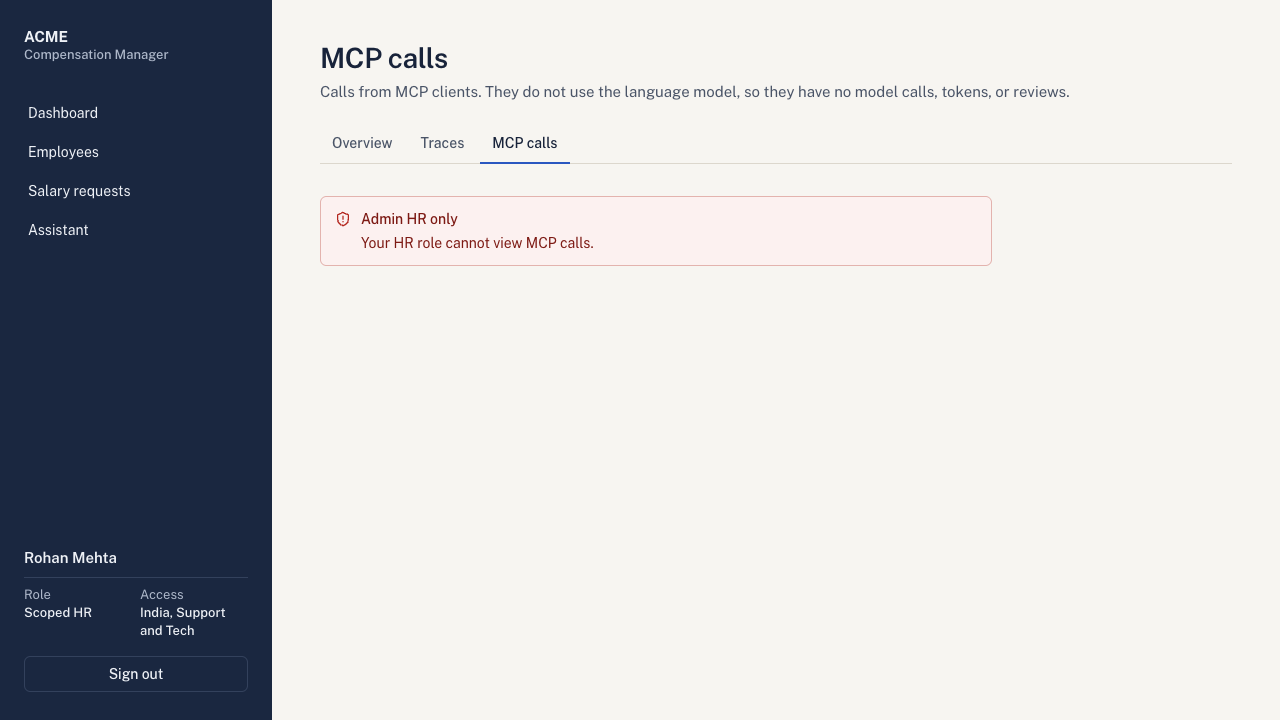 ACME
Compensation Manager
Dashboard
Employees
Salary requests
Assistant
Rohan Mehta
Role
Scoped HR
Access
India, Support
and Tech
Sign out
MCP calls
Calls from MCP clients. They do not use the language model, so they have no model calls, tokens, or reviews.
Overview
Traces
MCP calls
Admin HR only
Your HR role cannot view MCP calls.